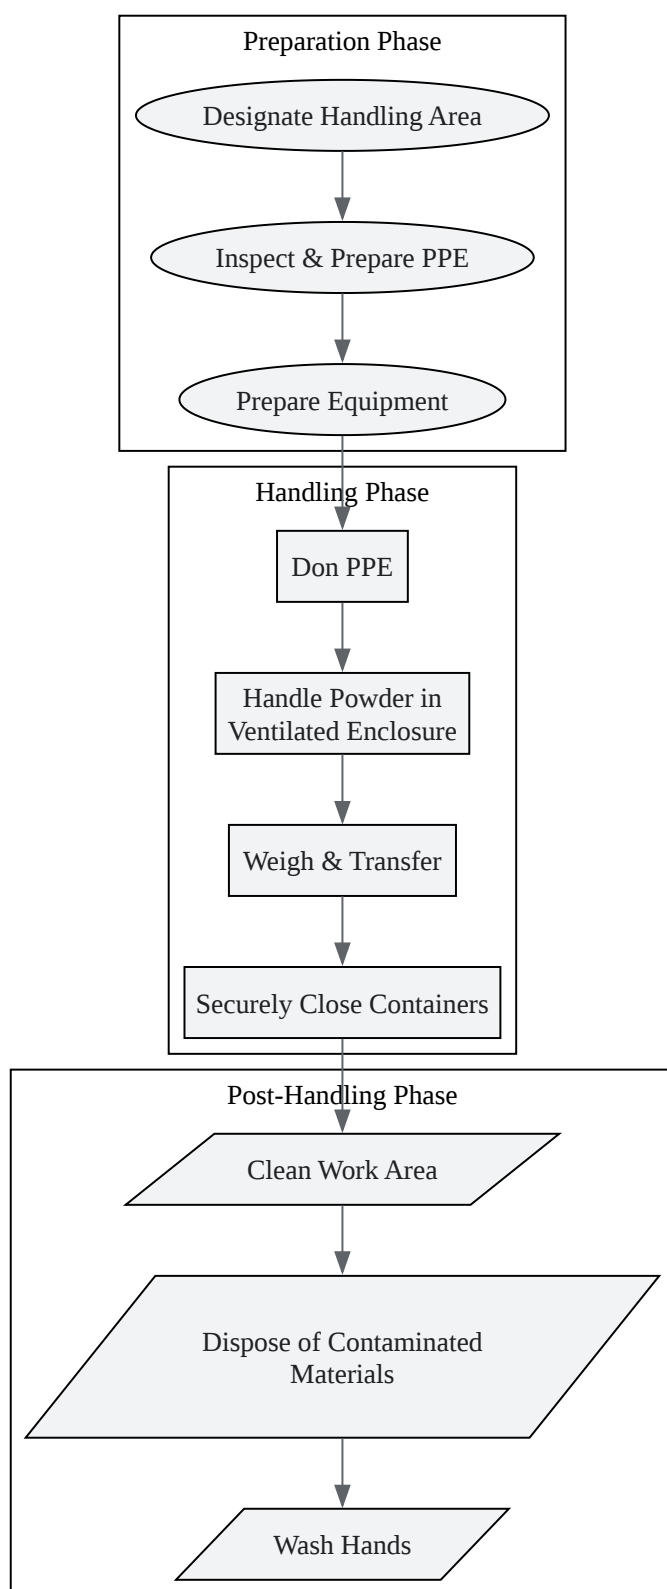 Preparation Phase
Designate Handling Area
Inspect & Prepare PPE
Prepare Equipment
Handling Phase
Don PPE
Handle Powder in
Ventilated Enclosure
Weigh & Transfer
Securely Close Containers
Post-Handling Phase
Clean Work Area
Dispose of Contaminated
Materials
Wash Hands